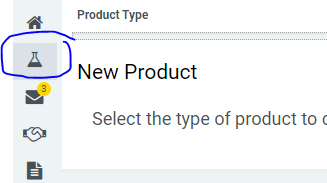 Product Type
New Product
3
Select the type of product to